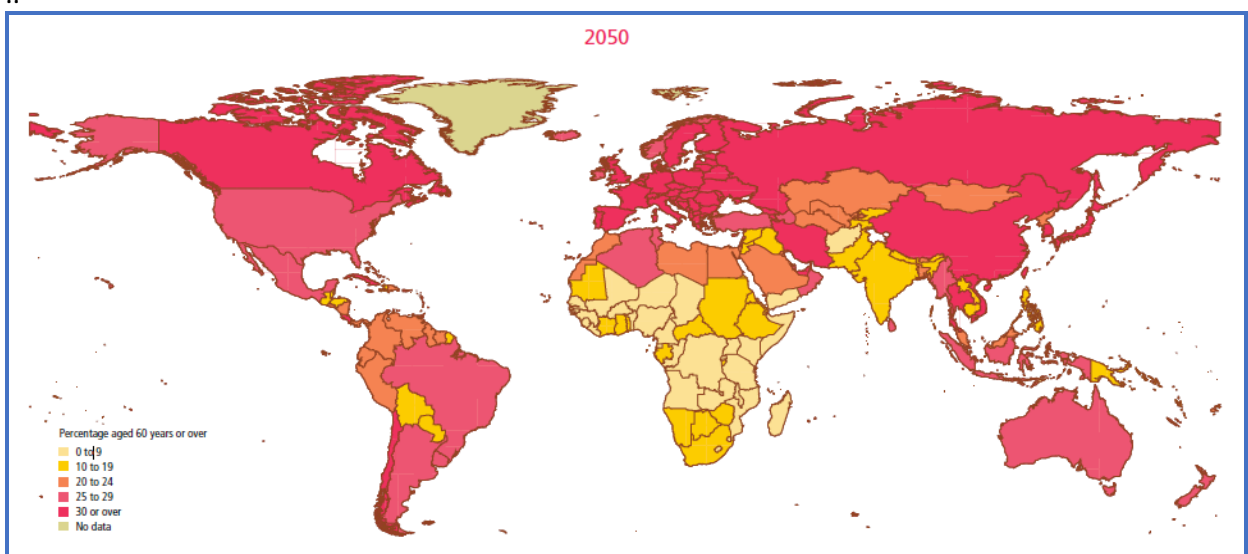 2050
Percentage aged 60 years or over
0 to 9
10 to 19
20 to 24
25 to 29
30 or over
No data